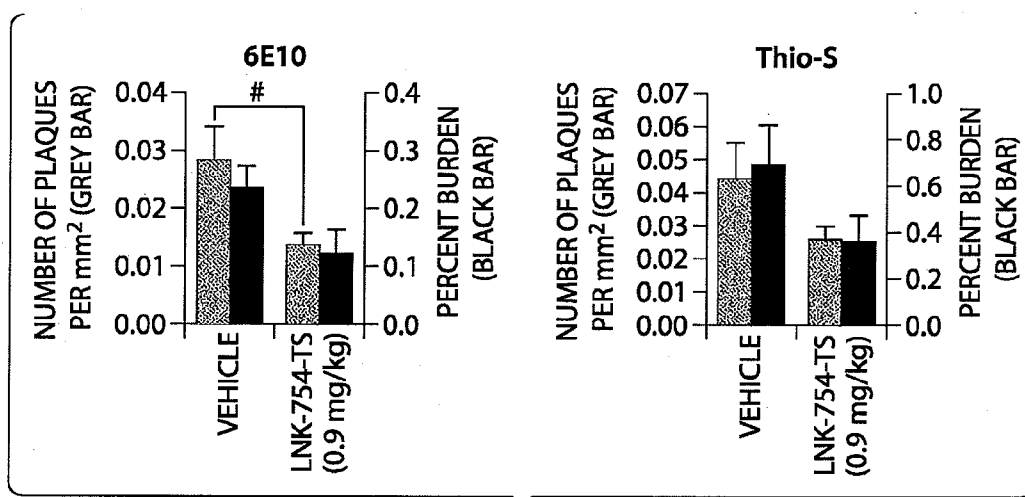 6E10
NUMBER OF PLAQUES
PER mm² (GREY BAR)
0.04
0.03
0.02
0.01
0.00
#
0.4
0.3
0.2
0.1
0.0
PERCENT BURDEN
(BLACK BAR)
VEHICLE
LNK-754-TS
(0.9 mg/kg)
Thio-S
NUMBER OF PLAQUES
PER mm² (GREY BAR)
0.07
0.06
0.05
0.04
0.03
0.02
0.01
0.00
1.0
0.8
0.6
0.4
0.2
0.0
PERCENT BURDEN
(BLACK BAR)
VEHICLE
LNK-754-TS
(0.9 mg/kg)